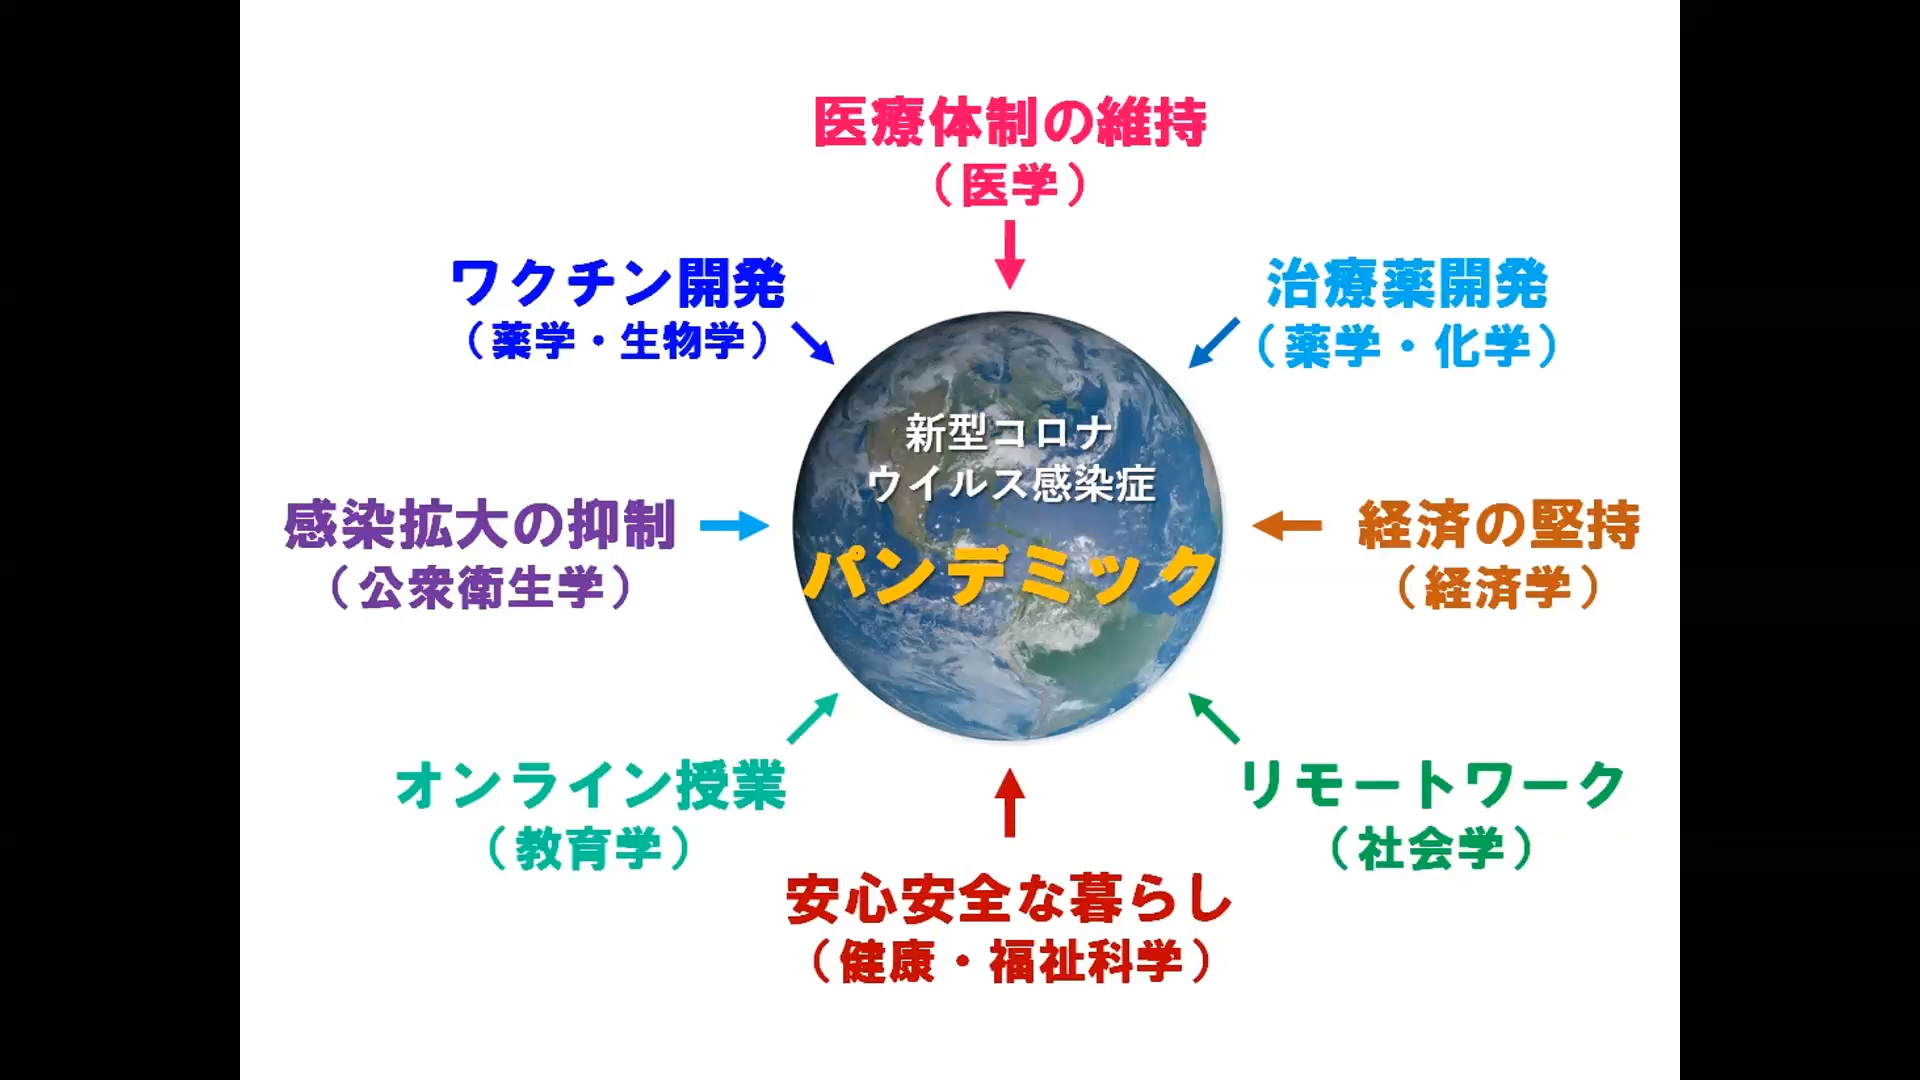 医療体制の維持
（医学）
ワクチン開発
（薬学・生物学）
治療薬開発
（薬学・化学）
新型コロナ
ウイルス感染症
パンデミック
感染拡大の抑制
（公衆衛生学）
経済の堅持
（経済学）
オンライン授業
（教育学）
リモートワーク
（社会学）
安心安全な暮らし
（健康・福祉科学）